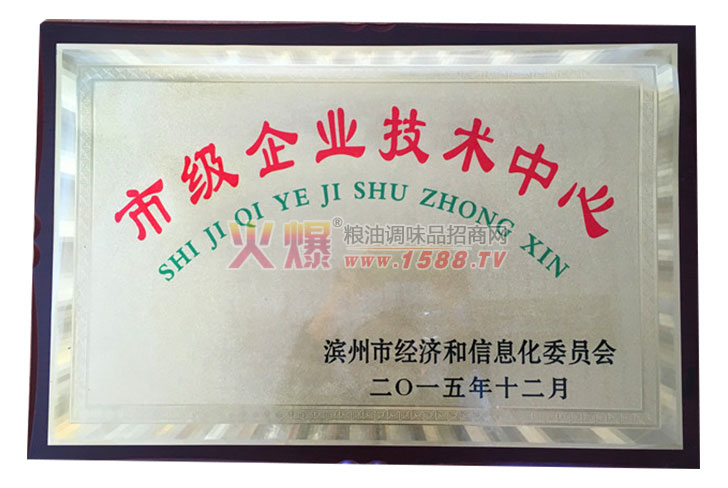 市级企业技术中心
SHI JI QI YE JI SHU ZHONG XIN
火爆®粮油调味品招商网
www.1588.TV
滨州市经济和信息化委员会
二〇一五年十二月